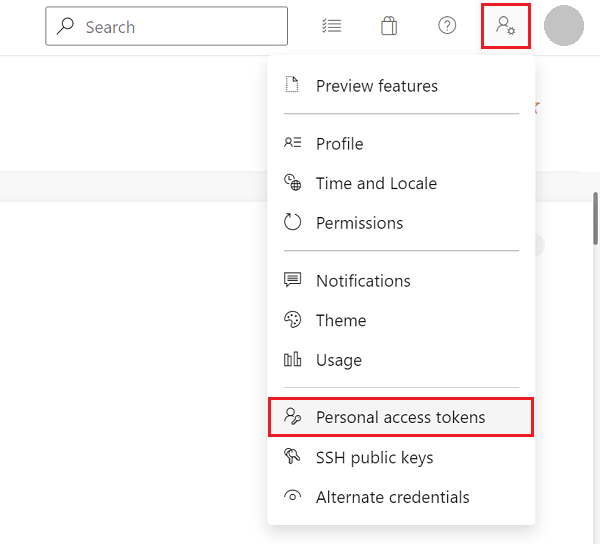 Search
Preview features
Profile
Time and Locale
Permissions
Notifications
Theme
Usage
Personal access tokens
SSH public keys
Alternate credentials